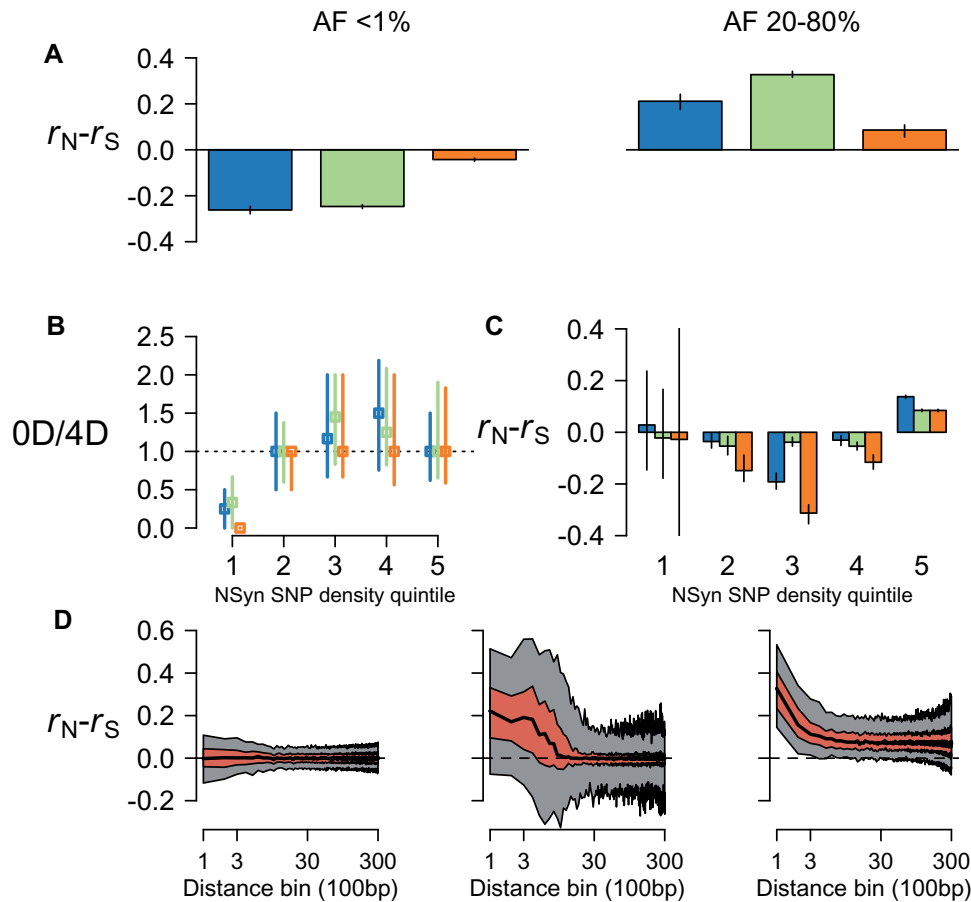 AF <1%
AF 20-80%
A
rN-rS
0.4
0.2
0.0
-0.2
-0.4
B
0D/4D
2.5
2.0
1.5
1.0
0.5
0.0
1 2 3 4 5
NSyn SNP density quintile
C
rN-rS
0.4
0.2
0.0
-0.2
-0.4
1 2 3 4 5
NSyn SNP density quintile
D
rN-rS
0.6
0.4
0.2
0.0
-0.2
1 3 30 300
Distance bin (100bp)
1 3 30 300
Distance bin (100bp)
1 3 30 300
Distance bin (100bp)